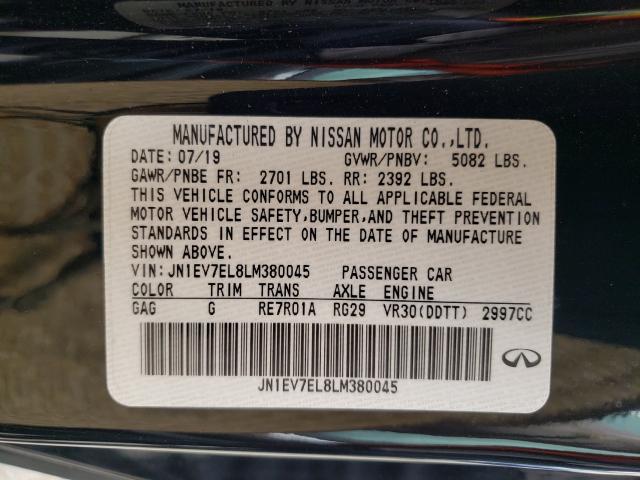 MANUFACTURED BY NISSAN MOTOR CO.,LTD.
DATE: 07/19 GVWR/PNBV: 5082 LBS.
GAWR/PNBE FR: 2701 LBS. RR: 2392 LBS.
THIS VEHICLE CONFORMS TO ALL APPLICABLE FEDERAL
MOTOR VEHICLE SAFETY,BUMPER,AND THEFT PREVENTION
STANDARDS IN EFFECT ON THE DATE OF MANUFACTURE
SHOWN ABOVE.
VIN: JN1EV7EL8LM380045 PASSENGER CAR
COLOR TRIM TRANS AXLE ENGINE
GAG G RE7R01A RG29 VR30(DDTT) 2997CC
JN1EV7EL8LM380045